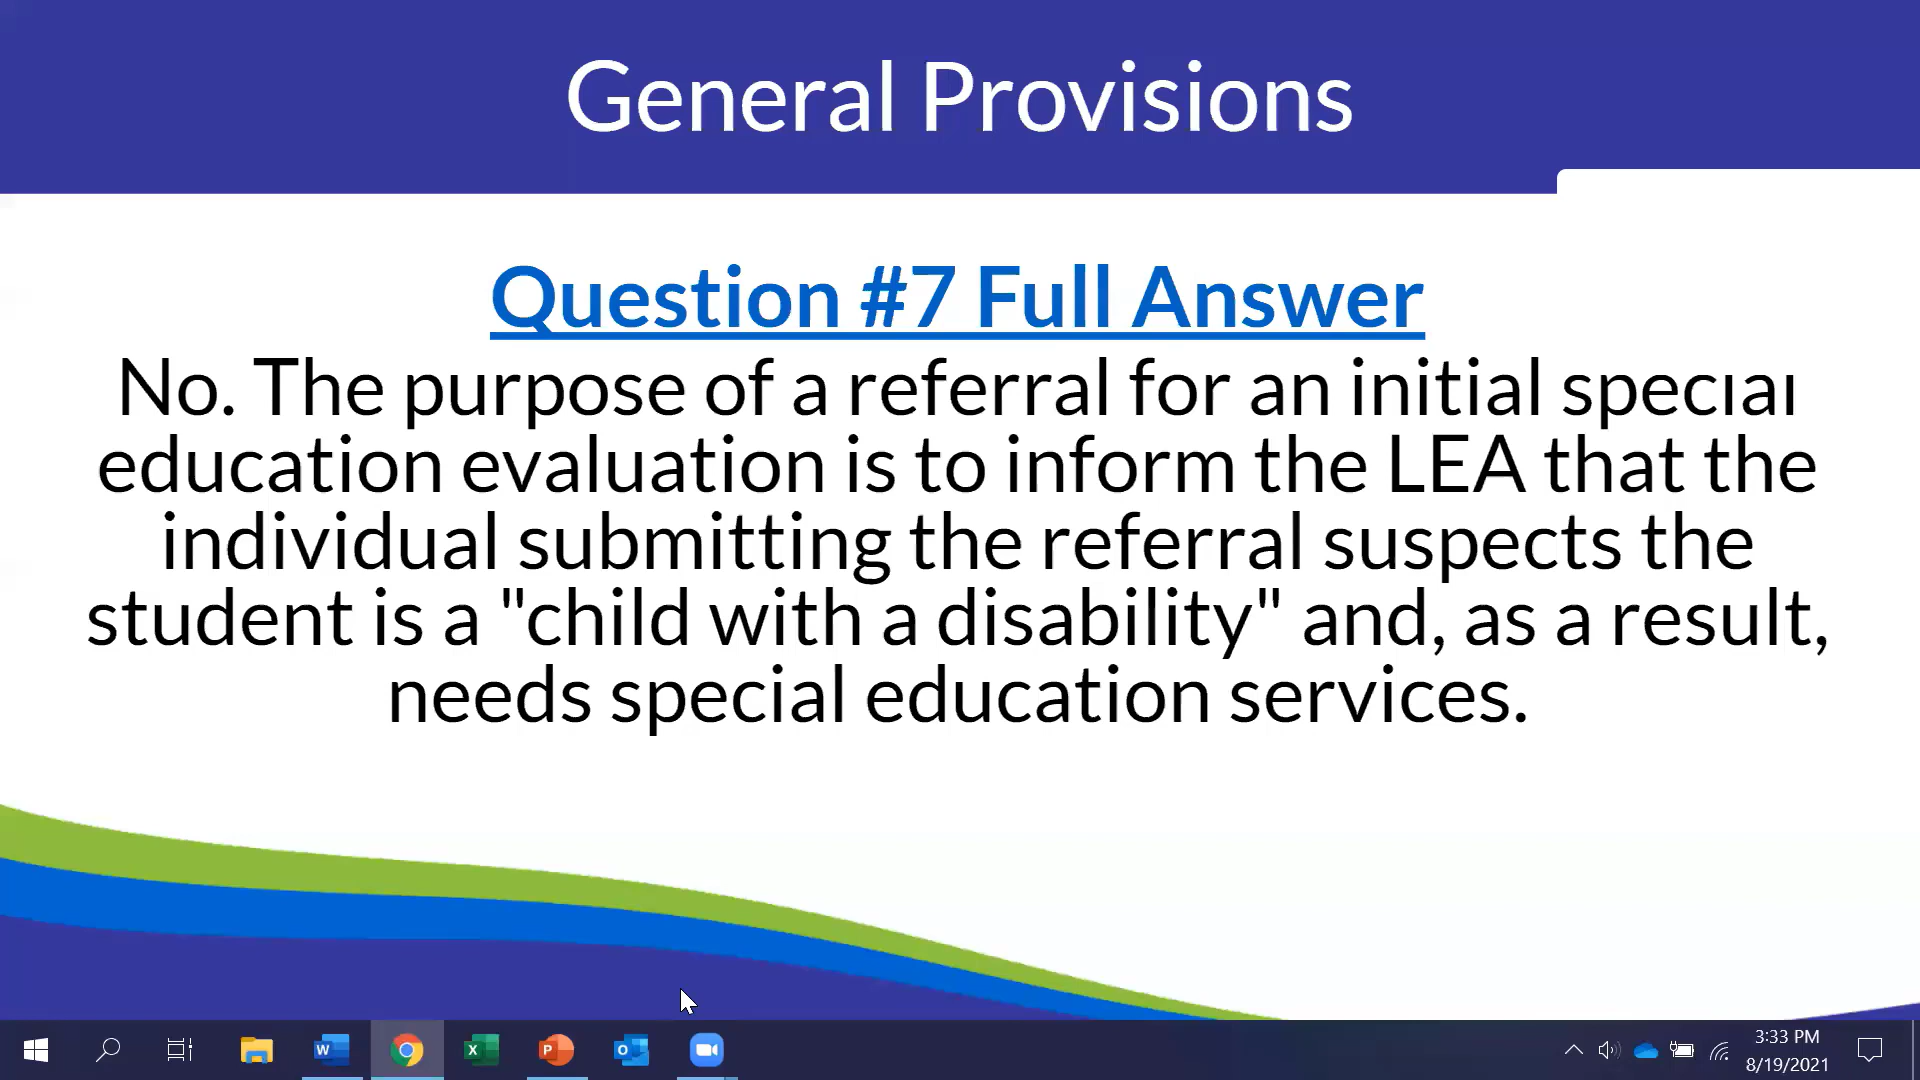 General Provisions
Question #7 Full Answer
No. The purpose of a referral for an initial special
education evaluation is to inform the LEA that the
individual submitting the referral suspects the
student is a "child with a disability" and, as a result,
needs special education services.
3:33 PM
8/19/2021